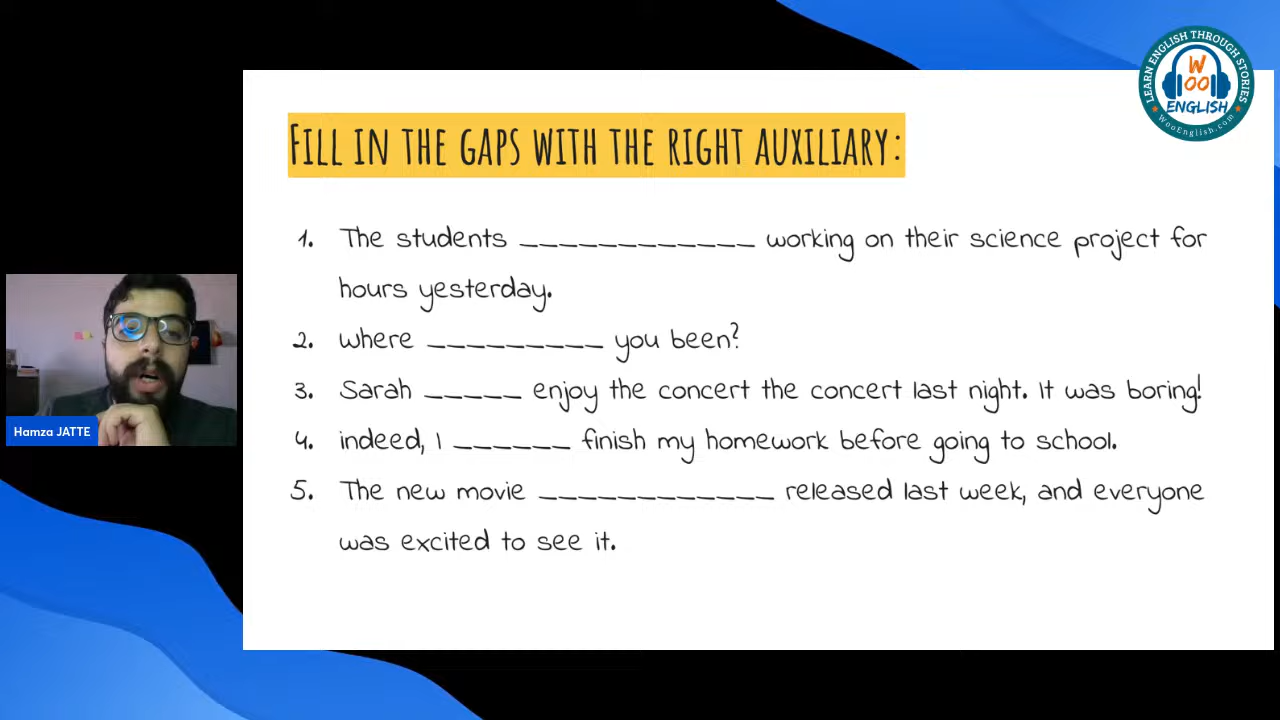 LEARN ENGLISH THROUGH STORIES
W
OO
ENGLISH
WooEnglish.com
FILL IN THE GAPS WITH THE RIGHT AUXILIARY:
1. The students ____________ working on their science project for
hours yesterday.
2. where _________ you been?
3. Sarah _____ enjoy the concert the concert last night. It was boring!
4. indeed, I ______ finish my homework before going to school.
5. The new movie ____________ released last week, and everyone
was excited to see it.
Hamza JATTE